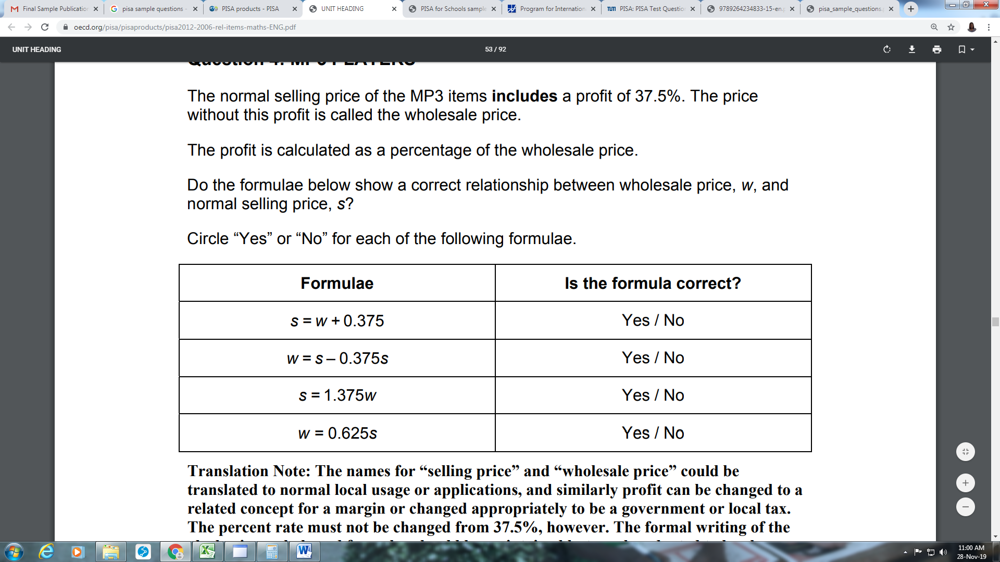 Final Sample Publication
pisa sample questions -
PISA products - PISA
UNIT HEADING
PISA for Schools sample
Program for Internation
TUM PISA: PISA Test Questio
9789264234833-15-en.p
pisa_sample_questions.
oecd.org/pisa/pisaproducts/pisa2012-2006-rel-items-maths-ENG.pdf
UNIT HEADING
53 / 92
Question 4: MP3 PLAYERS
The normal selling price of the MP3 items includes a profit of 37.5%. The price
without this profit is called the wholesale price.
The profit is calculated as a percentage of the wholesale price.
Do the formulae below show a correct relationship between wholesale price, w, and
normal selling price, s?
Circle “Yes” or “No” for each of the following formulae.
Formulae Is the formula correct?
s = w + 0.375 Yes / No
w = s – 0.375s Yes / No
s = 1.375w Yes / No
w = 0.625s Yes / No
Translation Note: The names for “selling price” and “wholesale price” could be
translated to normal local usage or applications, and similarly profit can be changed to a
related concept for a margin or changed appropriately to be a government or local tax.
The percent rate must not be changed from 37.5%, however. The formal writing of the
11:00 AM
28-Nov-19